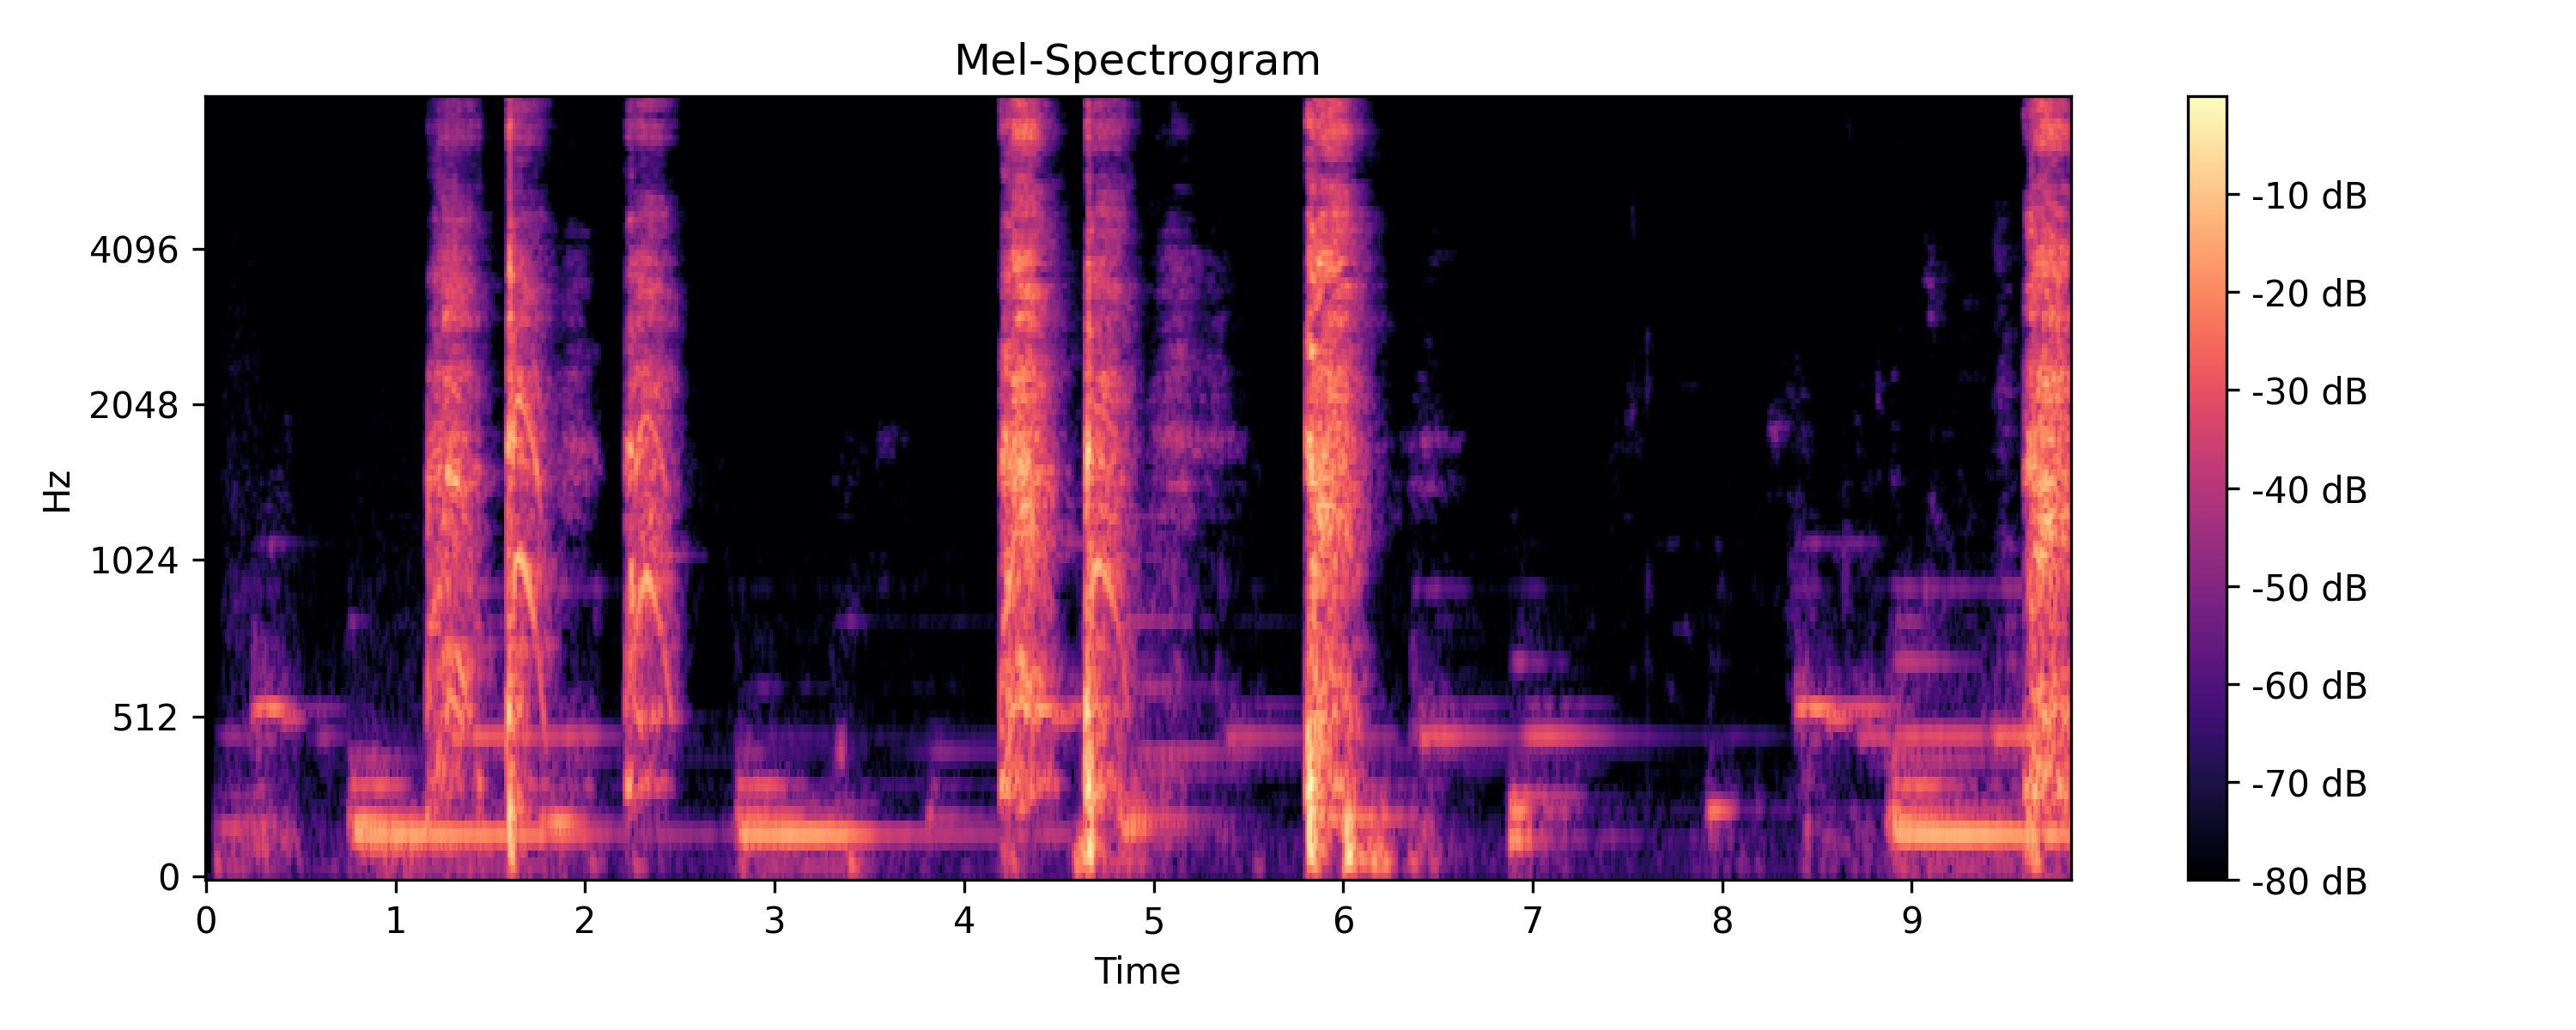 Mel-Spectrogram
Hz
4096
2048
1024
512
0
0 1 2 3 4 5 6 7 8 9
Time
-10 dB
-20 dB
-30 dB
-40 dB
-50 dB
-60 dB
-70 dB
-80 dB